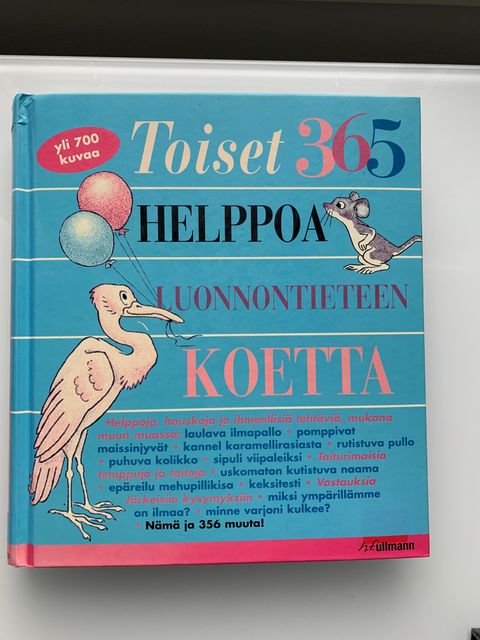 yli 700
kuvaa
Toiset 365
HELPPOA
LUONNONTIETEEN
KOETTA
Helppoja, hauskoja ja ihmeellisiä tehtäviä, mukana
muun muassa: laulava ilmapallo • pomppivat
maissinjyvät • kannel karamellirasiasta • rutistuva pullo
• puhuva kolikko • sipuli viipaleiksi • Taiturimaisia
temppuja ja taitoja • uskomaton kutistuva naama
• epäreilu mehupillikisa • keksitesti • Vastauksia
tärkeisiin kysymyksiin • miksi ympärillämme
on ilmaa? • minne varjoni kulkee?
• Nämä ja 356 muuta!
h.f.ullmann